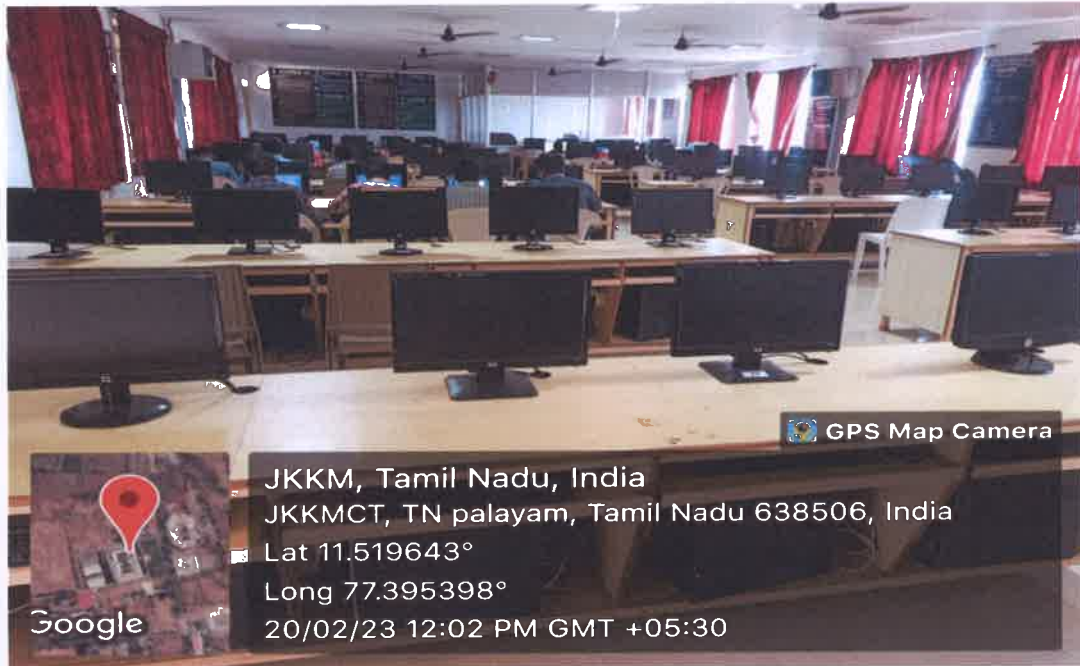 GPS Map Camera
JKKM, Tamil Nadu, India
JKKMCT, TN palayam, Tamil Nadu 638506, India
Lat 11.519643°
Long 77.395398°
20/02/23 12:02 PM GMT +05:30
Google